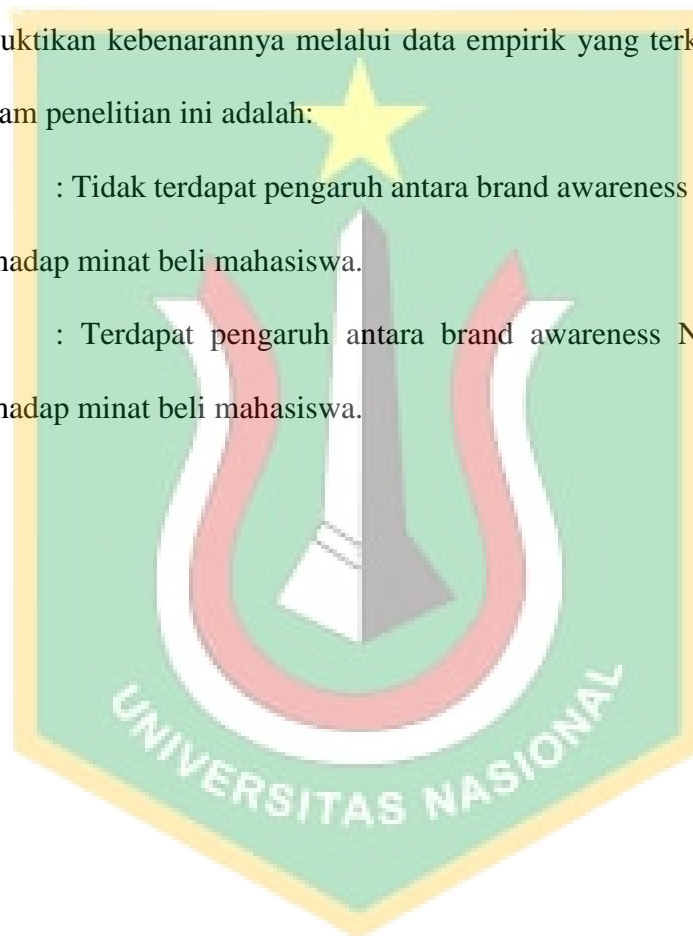 uktikan kebenarannya melalui data empirik yang terk
am penelitian ini adalah:
: Tidak terdapat pengaruh antara brand awareness
hadap minat beli mahasiswa.
: Terdapat pengaruh antara brand awareness N
hadap minat beli mahasiswa.
UNIVERSITAS NASIONAL